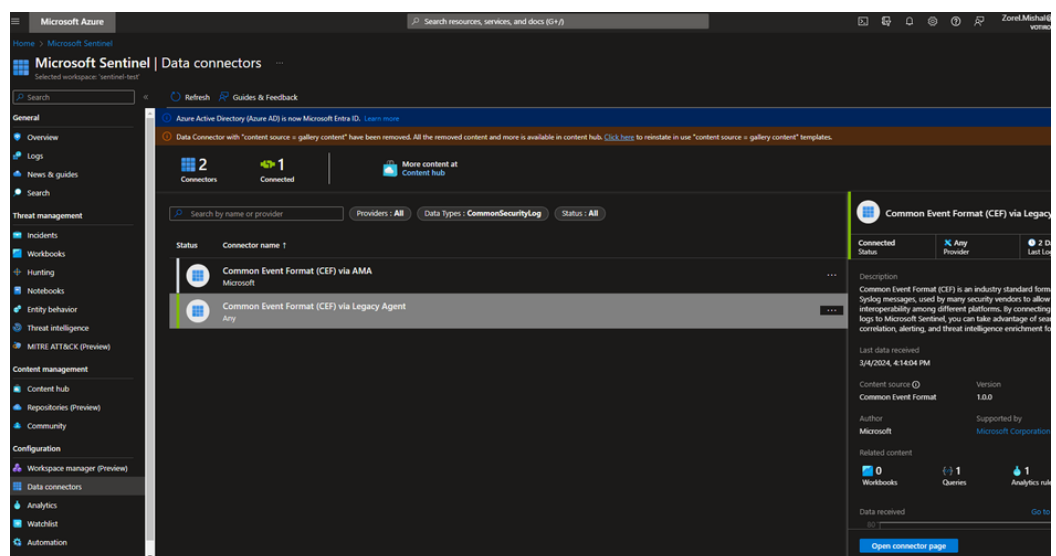 Microsoft Azure
Search resources, services, and docs (G+/)
Zorel.Mishal@
Home > Microsoft Sentinel
Microsoft Sentinel | Data connectors ...
Selected workspace: 'sentinel-test'
Search
«
Refresh
Guides & Feedback
General
Overview
Logs
News & guides
Search
Threat management
Incidents
Workbooks
Hunting
Notebooks
Entity behavior
Threat intelligence
MITRE ATT&CK (Preview)
Content management
Content hub
Repositories (Preview)
Community
Configuration
Workspace manager (Preview)
Data connectors
Analytics
Watchlist
Automation
Azure Active Directory (Azure AD) is now Microsoft Entra ID. Learn more
Data Connector with "content source = gallery content" have been removed. All the removed content and more is available in content hub. Click here to reinstate in use "content source = gallery content" templates.
2
Connectors
1
Connected
More content at
Content hub
Search by name or provider
Providers : All
Data Types : CommonSecurityLog
Status : All
Status
Connector name ↑
Common Event Format (CEF) via AMA
Microsoft
...
Common Event Format (CEF) via Legacy Agent
Any
...
Common Event Format (CEF) via Legacy
Connected
Status
Any
Provider
2 D
Last Log
Description
Common Event Format (CEF) is an industry standard forma
Syslog messages, used by many security vendors to allow
interoperability among different platforms. By connecting
logs to Microsoft Sentinel, you can take advantage of sear
correlation, alerting, and threat intelligence enrichment fo
Last data received
3/4/2024, 4:14:04 PM
Content source
Common Event Format
Version
1.0.0
Author
Microsoft
Supported by
Microsoft Corporation
Related content
0
Workbooks
1
Queries
1
Analytics rule
Data received
Go to
60
Open connector page